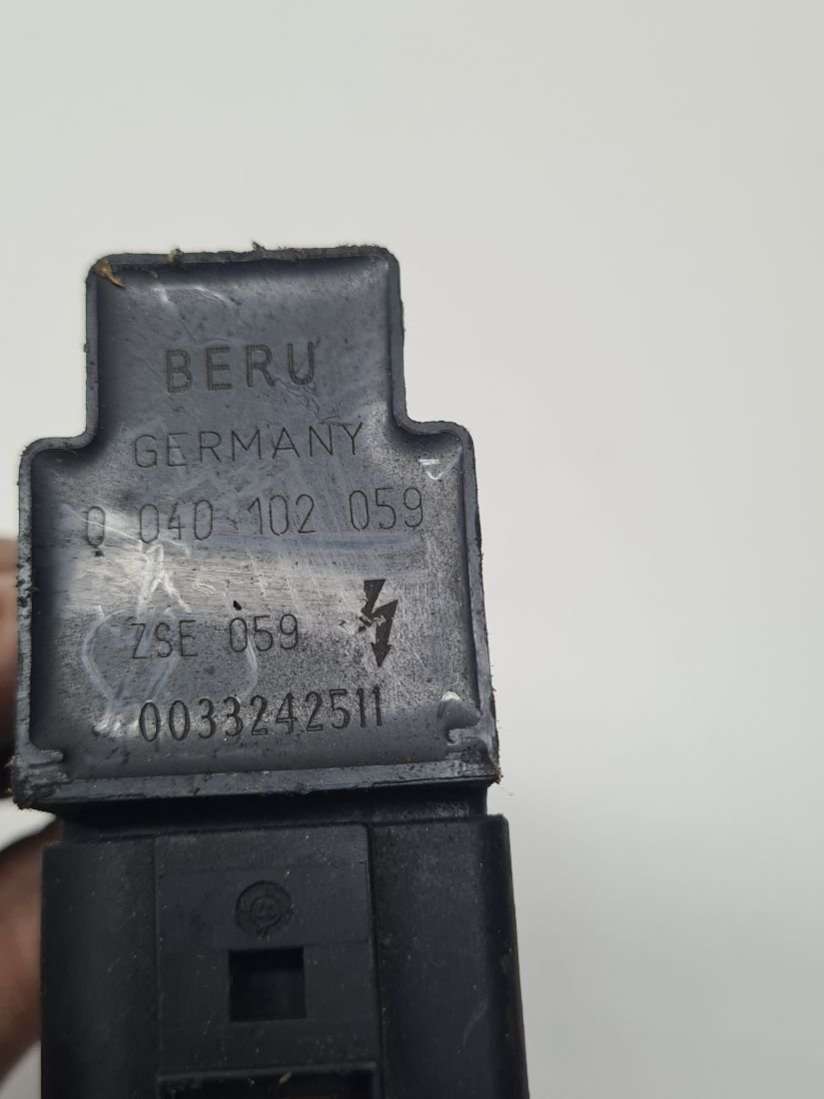 BERU
GERMANY
0 040 102 059
ZSE 059
0033242511